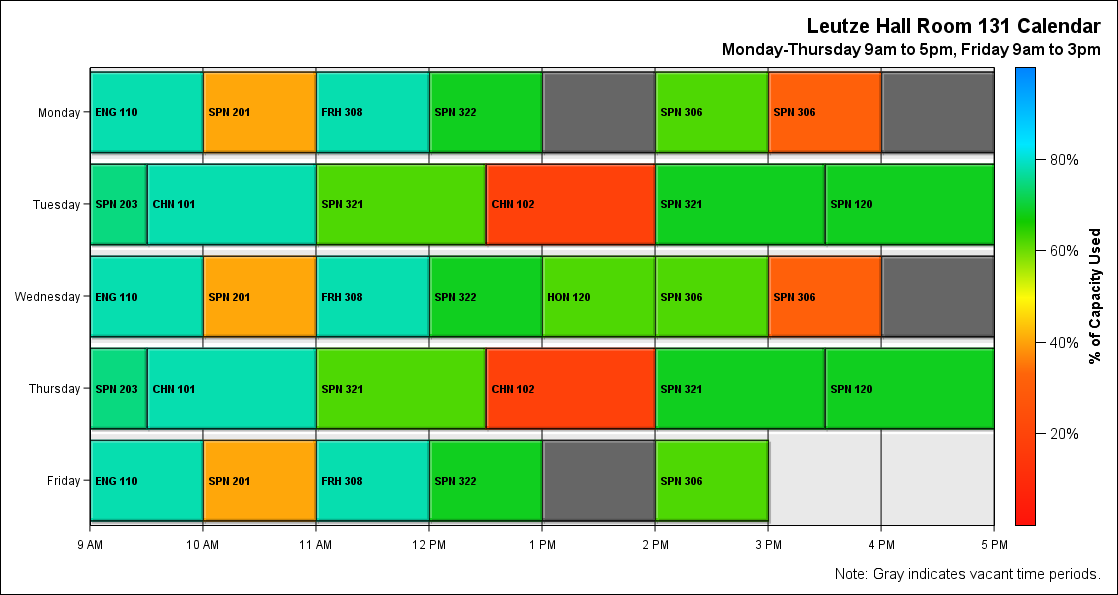 Leutze Hall Room 131 Calendar
Monday-Thursday 9am to 5pm, Friday 9am to 3pm
Monday
ENG 110
SPN 201
FRH 308
SPN 322
SPN 306
SPN 306
Tuesday
SPN 203
CHN 101
SPN 321
CHN 102
SPN 321
SPN 120
Wednesday
ENG 110
SPN 201
FRH 308
SPN 322
HON 120
SPN 306
SPN 306
Thursday
SPN 203
CHN 101
SPN 321
CHN 102
SPN 321
SPN 120
Friday
ENG 110
SPN 201
FRH 308
SPN 322
SPN 306
9 AM
10 AM
11 AM
12 PM
1 PM
2 PM
3 PM
4 PM
5 PM
80%
60%
40%
20%
% of Capacity Used
Note: Gray indicates vacant time periods.